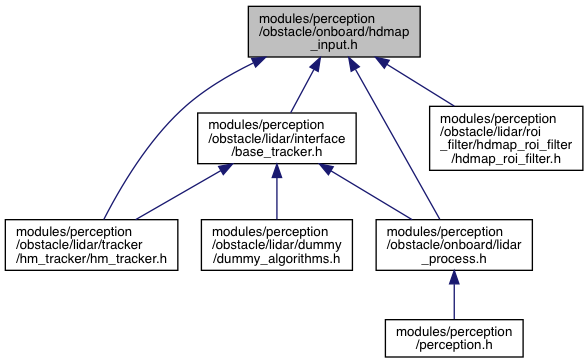 modules/perception
/obstacle/onboard/hdmap
_input.h
modules/perception
/obstacle/lidar/interface
/base_tracker.h
modules/perception
/obstacle/lidar/roi
_filter/hdmap_roi_filter
/hdmap_roi_filter.h
modules/perception
/obstacle/lidar/tracker
/hm_tracker/hm_tracker.h
modules/perception
/obstacle/lidar/dummy
/dummy_algorithms.h
modules/perception
/obstacle/onboard/lidar
_process.h
modules/perception
/perception.h